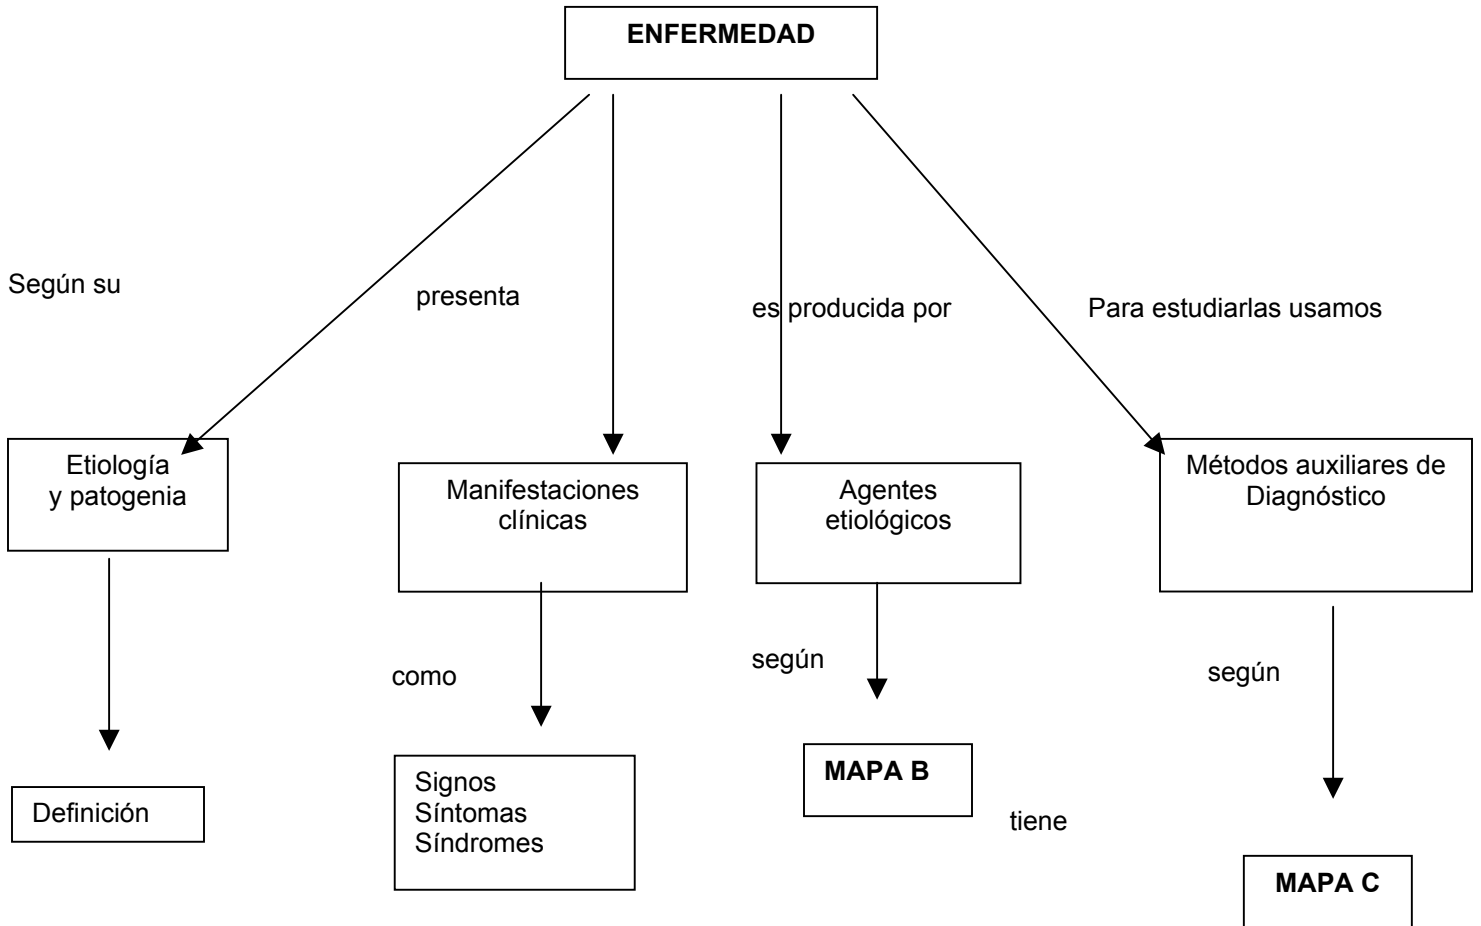 ENFERMEDAD
Según su
presenta
es producida por
Para estudiarlas usamos
Etiología
y patogenia
Manifestaciones
clínicas
Agentes
etiológicos
Métodos auxiliares de
Diagnóstico
como
según
según
Definición
Signos
Síntomas
Síndromes
MAPA B
tiene
MAPA C